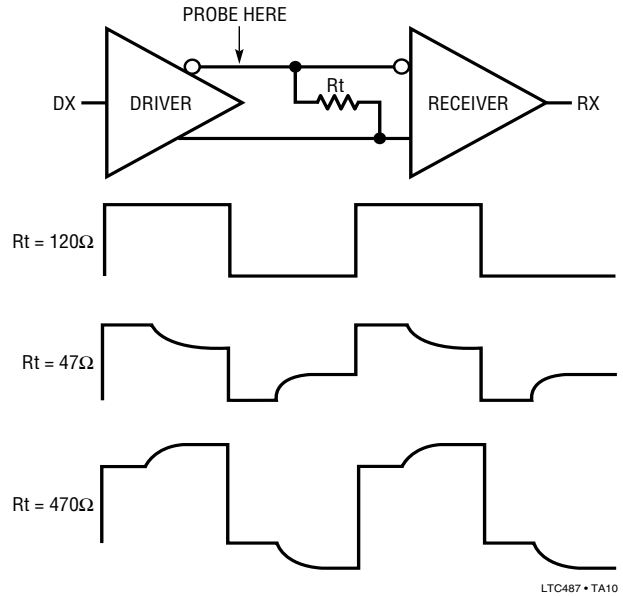 PROBE HERE
DX
DRIVER
Rt
RECEIVER
RX
Rt = 120Ω
Rt = 47Ω
Rt = 470Ω
LTC487 • TA10